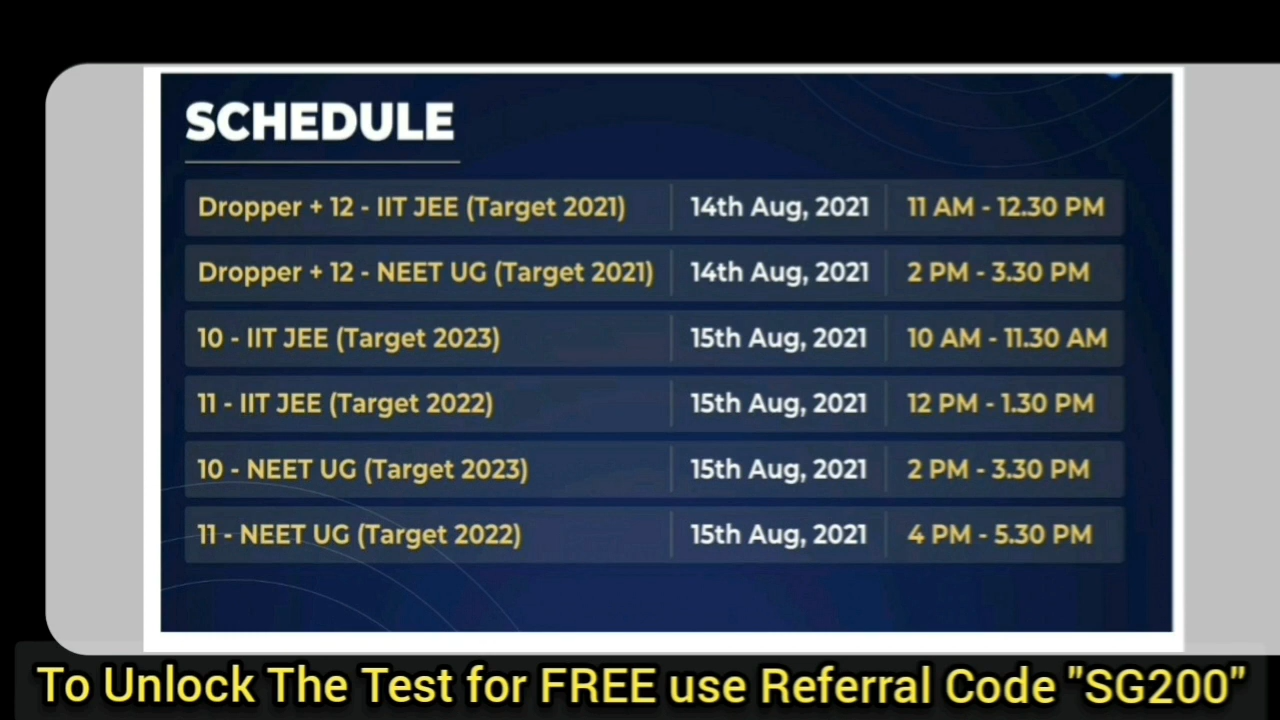 SCHEDULE
Dropper + 12 - IIT JEE (Target 2021) 14th Aug, 2021 11 AM - 12.30 PM
Dropper + 12 - NEET UG (Target 2021) 14th Aug, 2021 2 PM - 3.30 PM
10 - IIT JEE (Target 2023) 15th Aug, 2021 10 AM - 11.30 AM
11 - IIT JEE (Target 2022) 15th Aug, 2021 12 PM - 1.30 PM
10 - NEET UG (Target 2023) 15th Aug, 2021 2 PM - 3.30 PM
11 - NEET UG (Target 2022) 15th Aug, 2021 4 PM - 5.30 PM
To Unlock The Test for FREE use Referral Code "SG200"